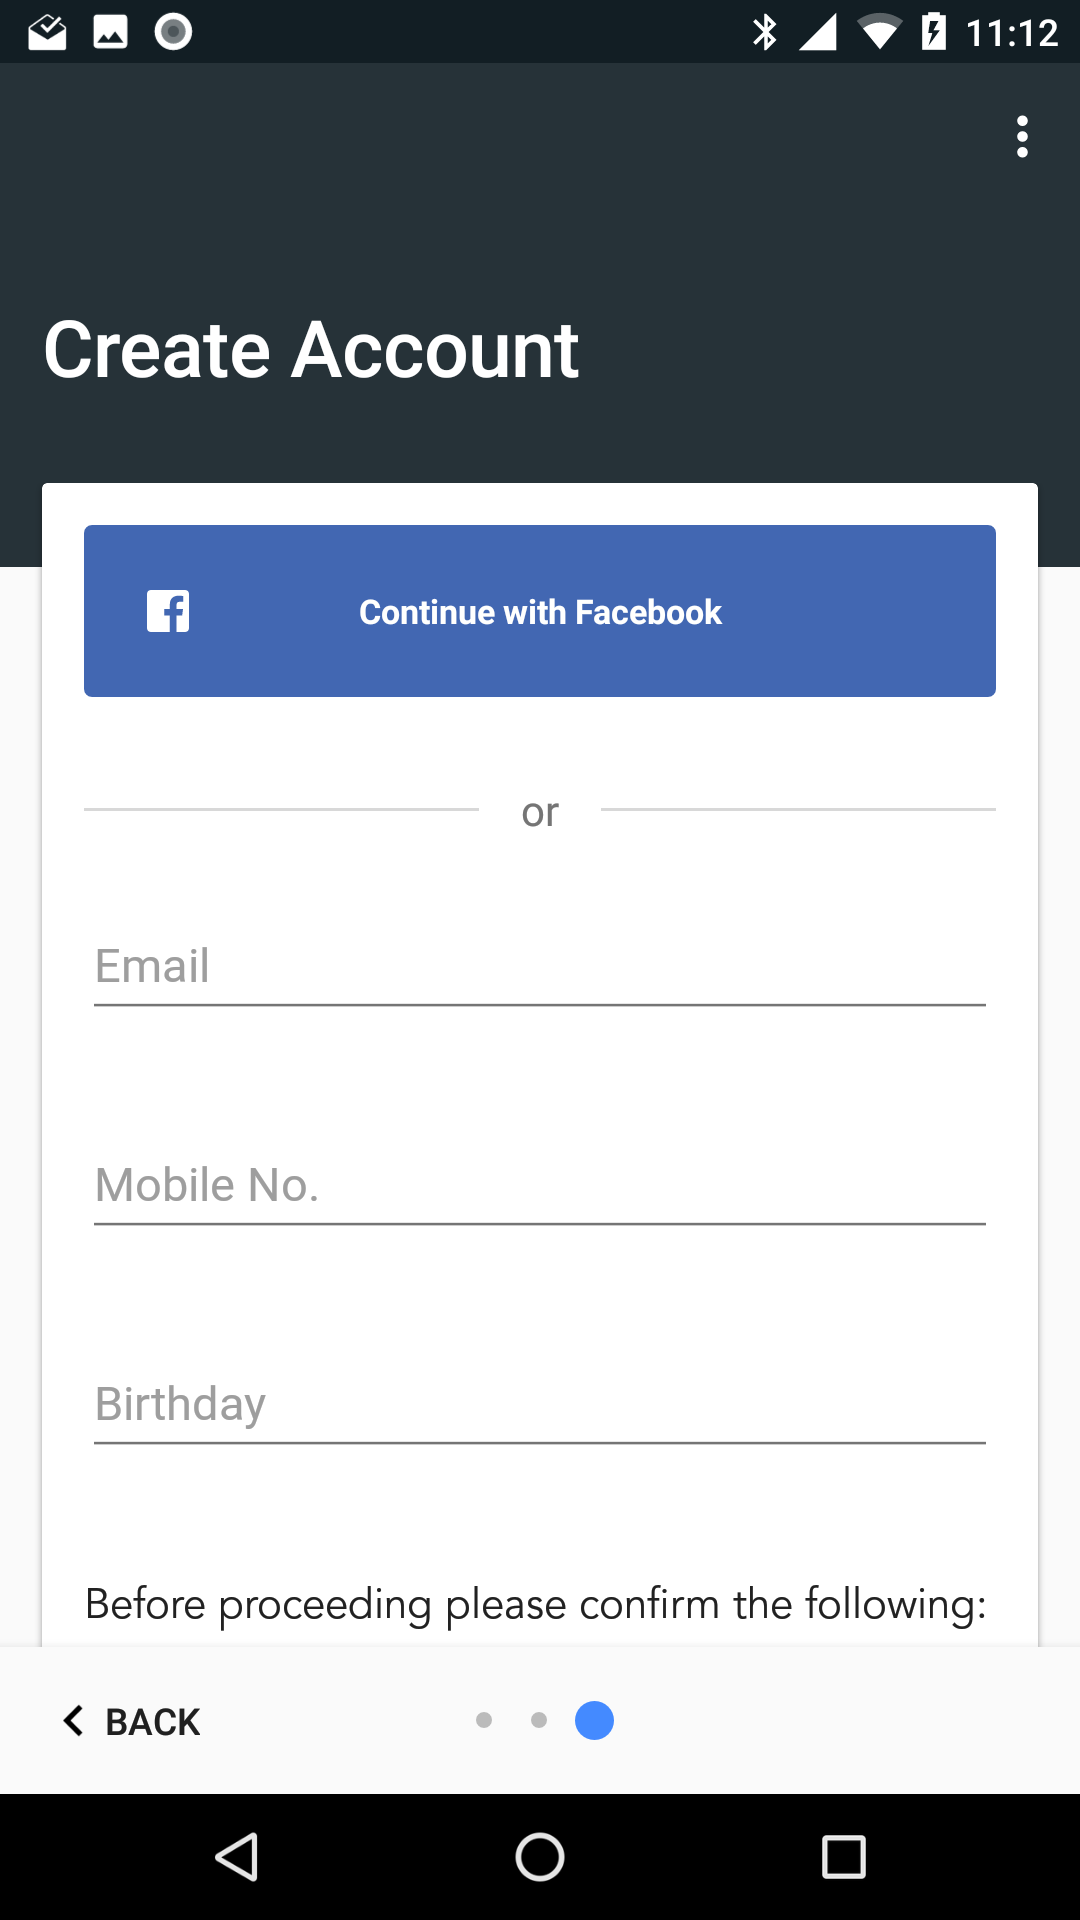 11:12
Create Account
Continue with Facebook
or
Email
Mobile No.
Birthday
Before proceeding please confirm the following:
BACK